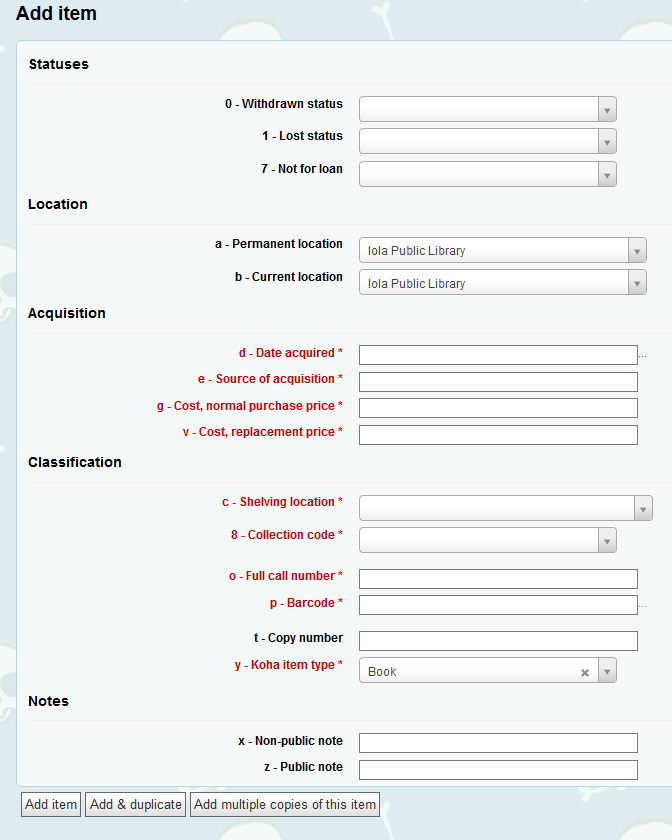 Add item
Statuses
0 - Withdrawn status
1 - Lost status
7 - Not for loan
Location
a - Permanent location Iola Public Library
b - Current location Iola Public Library
Acquisition
d - Date acquired * ...
e - Source of acquisition *
g - Cost, normal purchase price *
v - Cost, replacement price *
Classification
c - Shelving location *
8 - Collection code *
o - Full call number *
p - Barcode * ...
t - Copy number
y - Koha item type * Book ×
Notes
x - Non-public note
z - Public note
Add item Add & duplicate Add multiple copies of this item